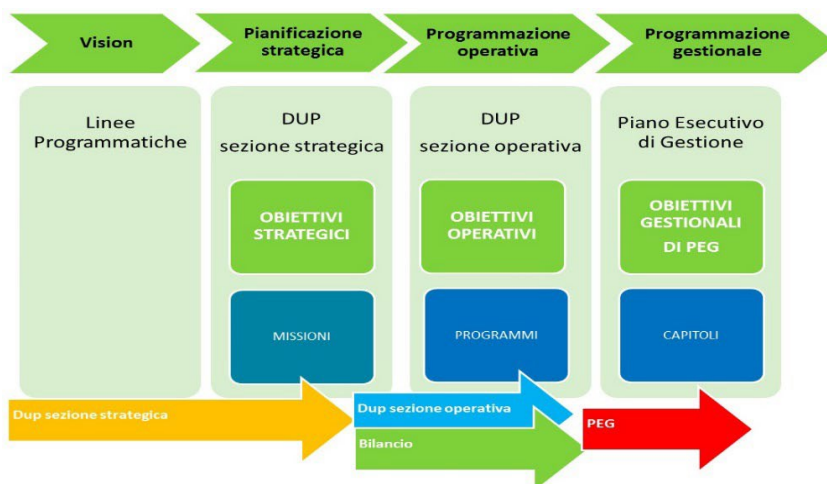 Vision
Pianificazione
strategica
Programmazione
operativa
Programmazione
gestionale
Linee
Programmatiche
DUP
sezione strategica
DUP
sezione operativa
Piano Esecutivo
di Gestione
OBIETTIVI
STRATEGICI
OBIETTIVI
OPERATIVI
OBIETTIVI
GESTIONALI
DI PEG
MISSIONI
PROGRAMMI
CAPITOLI
Dup sezione strategica
Dup sezione operativa
Bilancio
PEG